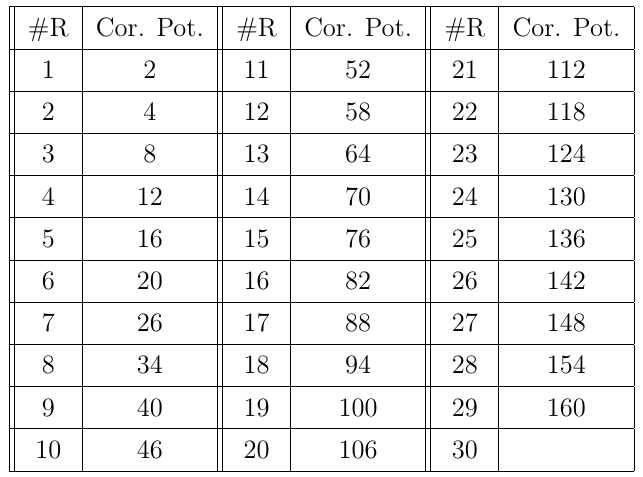 #R Cor. Pot. #R Cor. Pot. #R Cor. Pot.
1 2 11 52 21 112
2 4 12 58 22 118
3 8 13 64 23 124
4 12 14 70 24 130
5 16 15 76 25 136
6 20 16 82 26 142
7 26 17 88 27 148
8 34 18 94 28 154
9 40 19 100 29 160
10 46 20 106 30